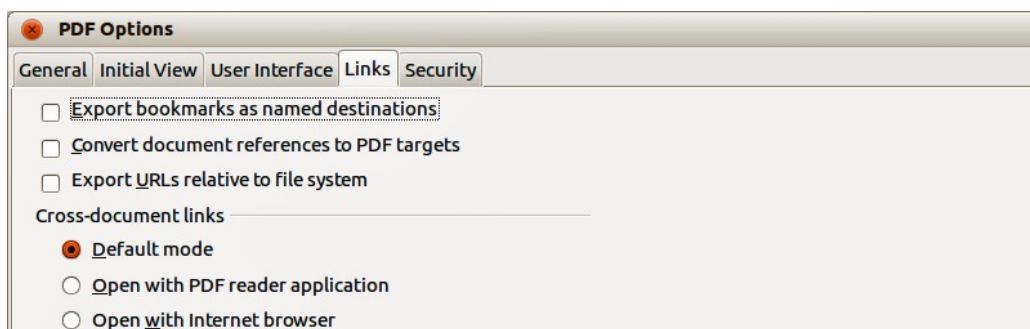 PDF Options
General Initial View User Interface Links Security
Export bookmarks as named destinations
Convert document references to PDF targets
Export URLs relative to file system
Cross-document links
Default mode
Open with PDF reader application
Open with Internet browser